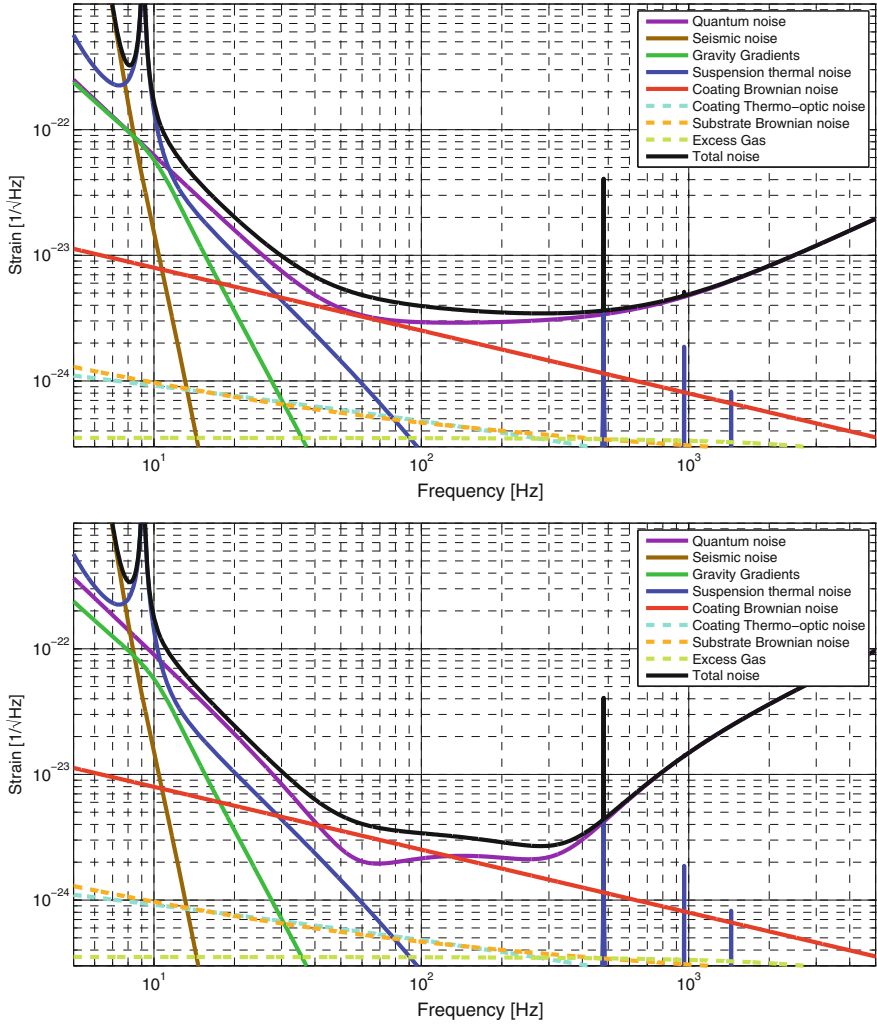 Quantum noise
Seismic noise
Gravity Gradients
Suspension thermal noise
Coating Brownian noise
Coating Thermo-optic noise
Substrate Brownian noise
Excess Gas
Total noise
10^-22
10^-23
10^-24
Strain [1/√Hz]
10^1
10^2
10^3
Frequency [Hz]
Quantum noise
Seismic noise
Gravity Gradients
Suspension thermal noise
Coating Brownian noise
Coating Thermo-optic noise
Substrate Brownian noise
Excess Gas
Total noise
10^-22
10^-23
10^-24
Strain [1/√Hz]
10^1
10^2
10^3
Frequency [Hz]